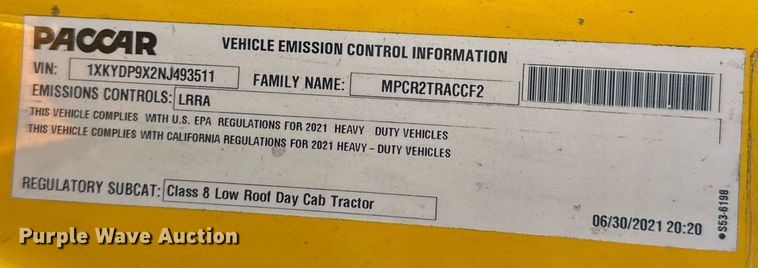 PACCAR
VEHICLE EMISSION CONTROL INFORMATION
VIN: 1XKYDP9X2NJ493511
FAMILY NAME: MPCR2TRACCF2
EMISSIONS CONTROLS: LRRA
THIS VEHICLE COMPLIES WITH U.S. EPA REGULATIONS FOR 2021 HEAVY DUTY VEHICLES
THIS VEHICLE COMPLIES WITH CALIFORNIA REGULATIONS FOR 2021 HEAVY-DUTY VEHICLES
REGULATORY SUBCAT: Class 8 Low Roof Day Cab Tractor
06/30/2021 20:20
S53-6198
Purple Wave Auction